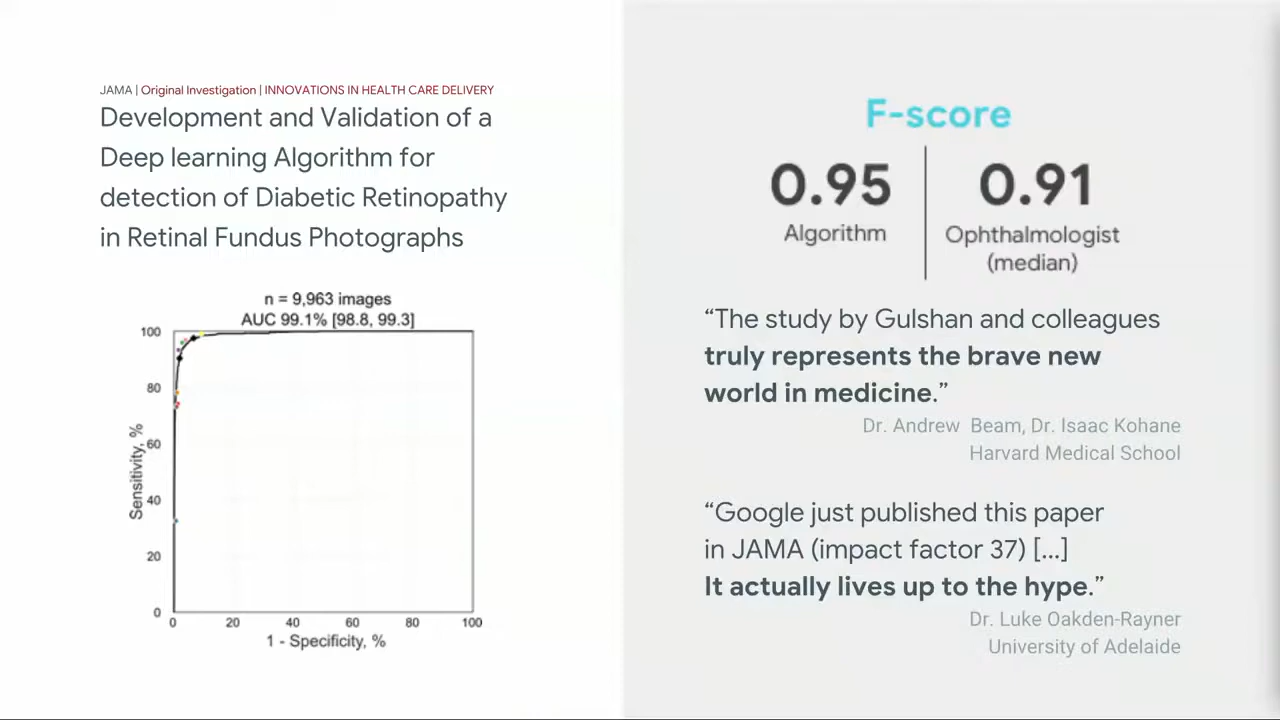 JAMA | Original Investigation | INNOVATIONS IN HEALTH CARE DELIVERY
Development and Validation of a
Deep learning Algorithm for
detection of Diabetic Retinopathy
in Retinal Fundus Photographs
n = 9,963 images
AUC 99.1% [98.8, 99.3]
100
80
60
40
20
0
Sensitivity, %
0 20 40 60 80 100
1 - Specificity, %
F-score
0.95
Algorithm
0.91
Ophthalmologist
(median)
“The study by Gulshan and colleagues
truly represents the brave new
world in medicine.”
Dr. Andrew Beam, Dr. Isaac Kohane
Harvard Medical School
“Google just published this paper
in JAMA (impact factor 37) [...]
It actually lives up to the hype.”
Dr. Luke Oakden-Rayner
University of Adelaide